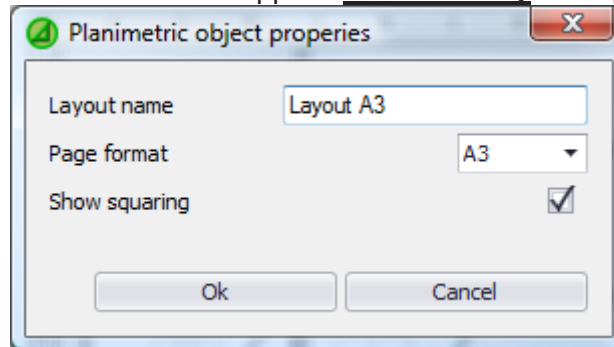 Planimetric object properies
Layout name Layout A3
Page format A3
Show squaring
Ok Cancel